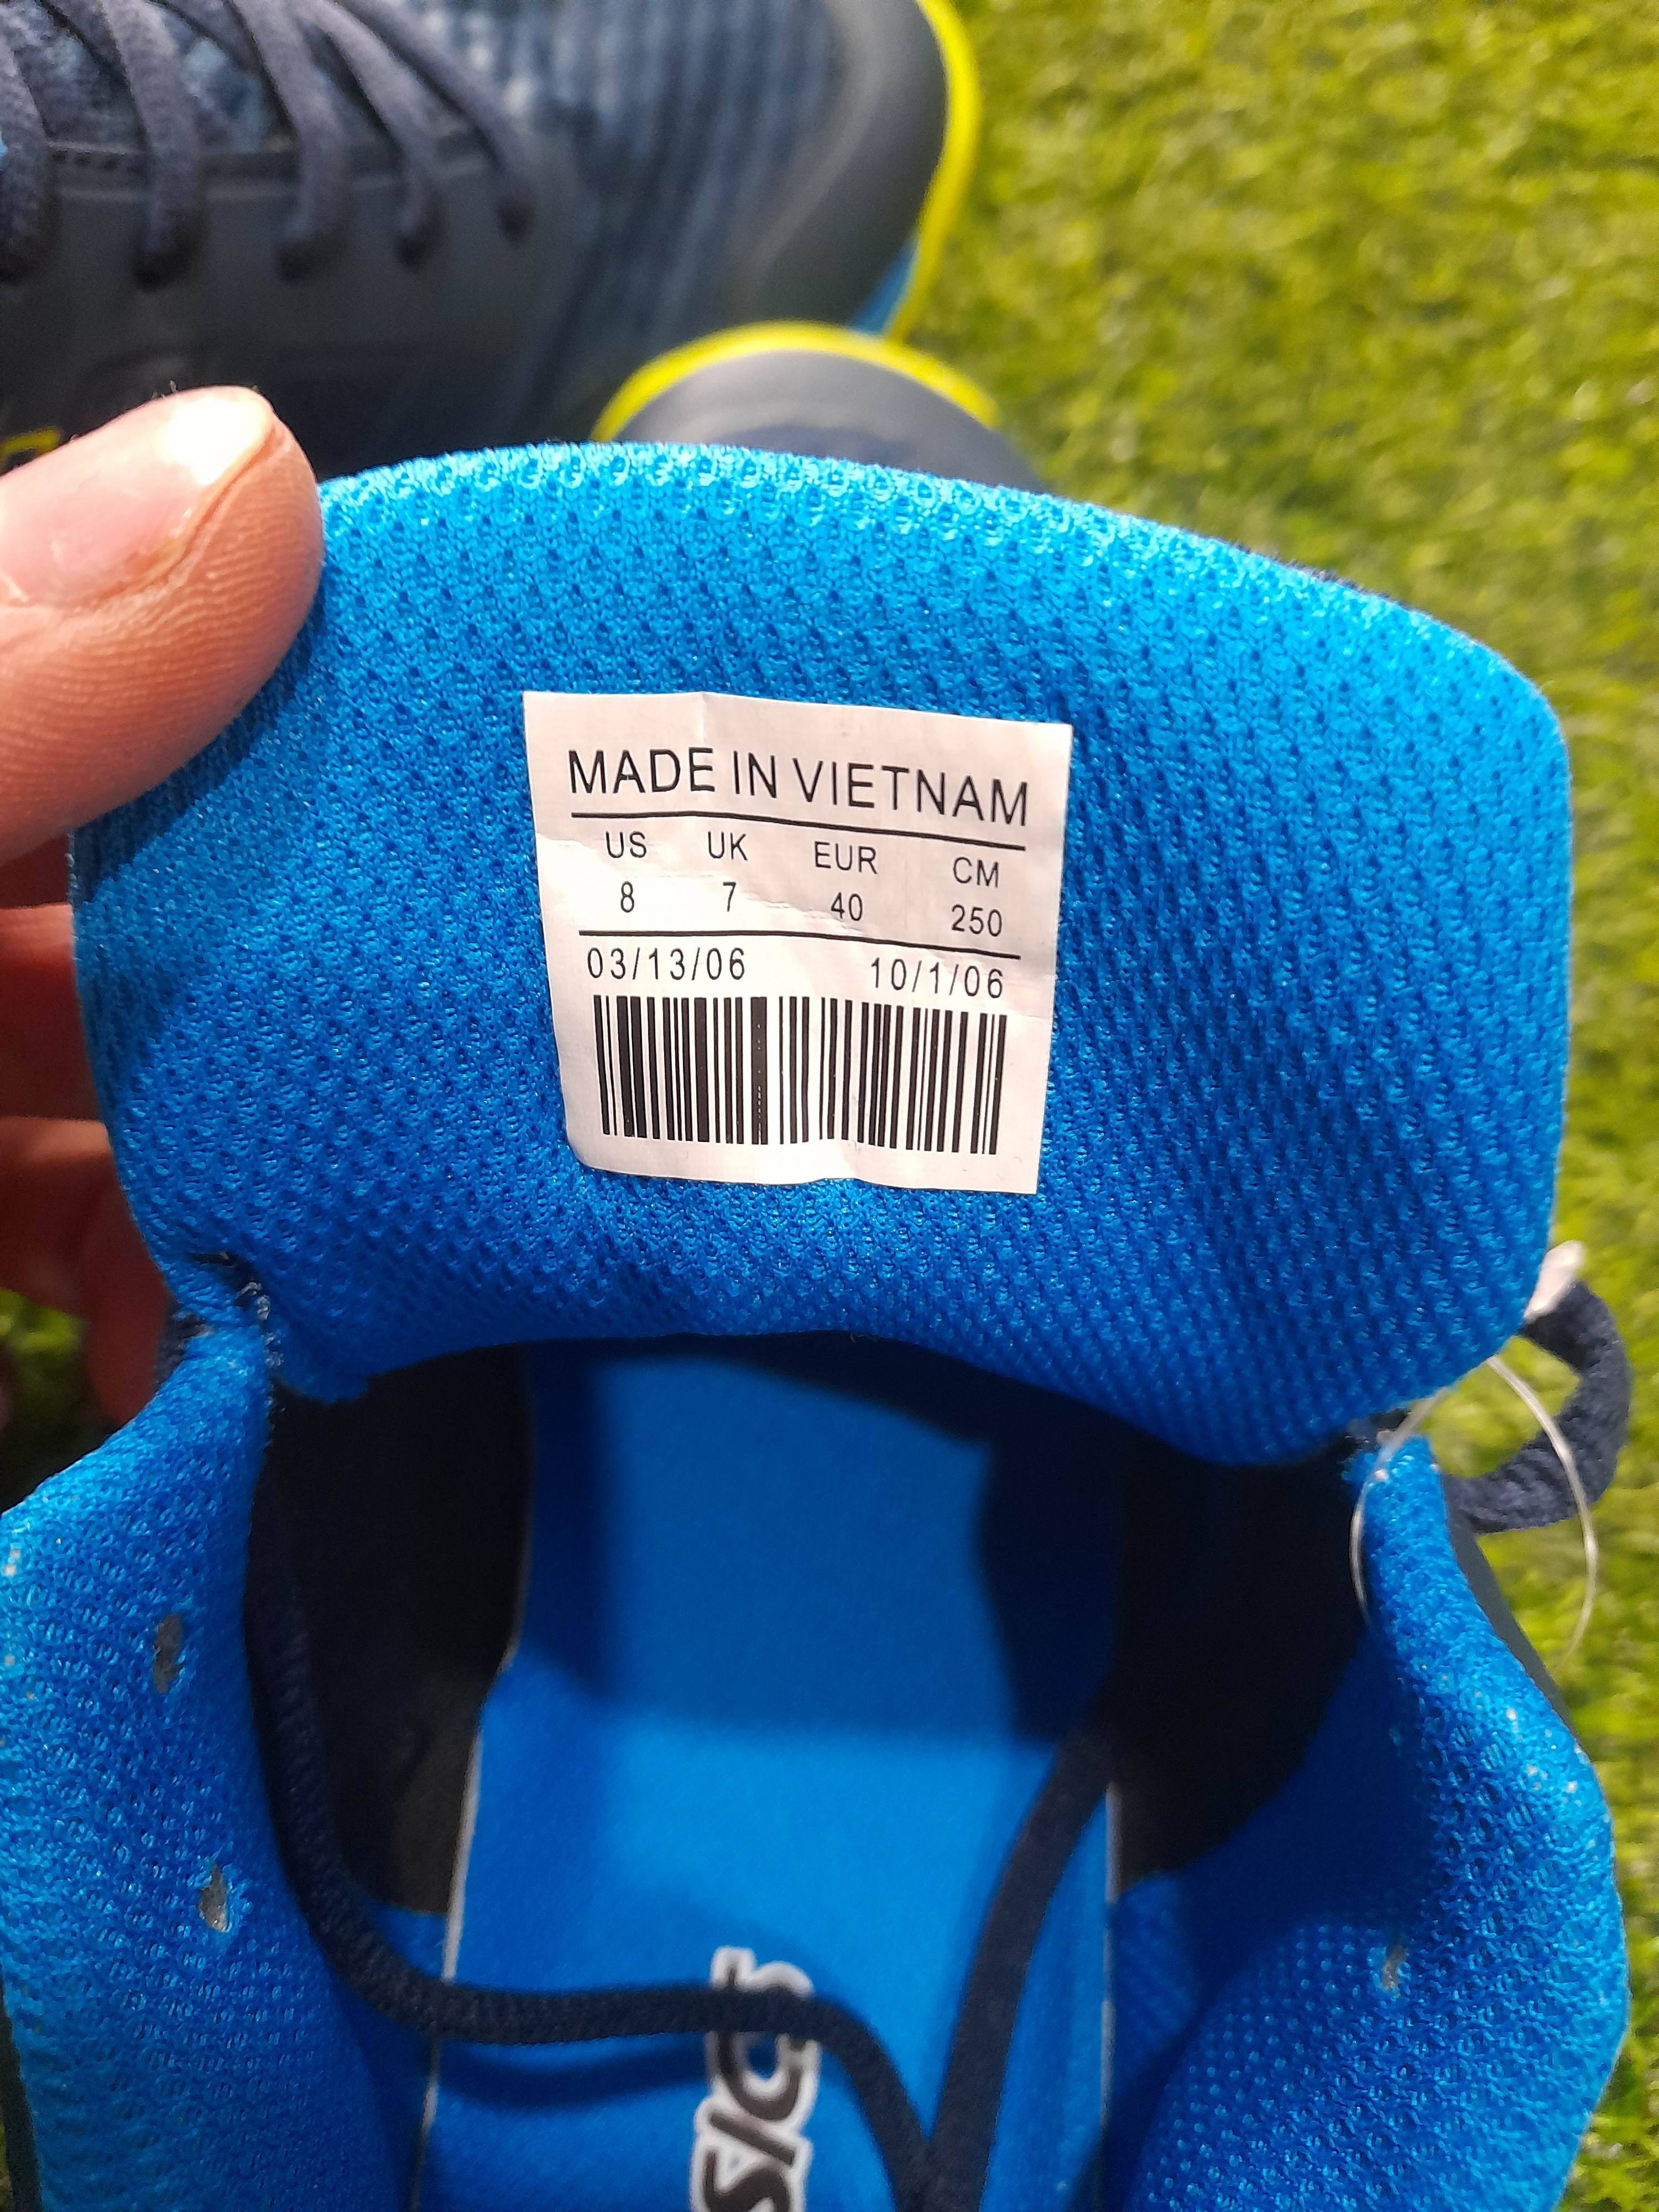 MADE IN VIETNAM
US UK EUR CM
8 7 40 250
03/13/06 10/1/06